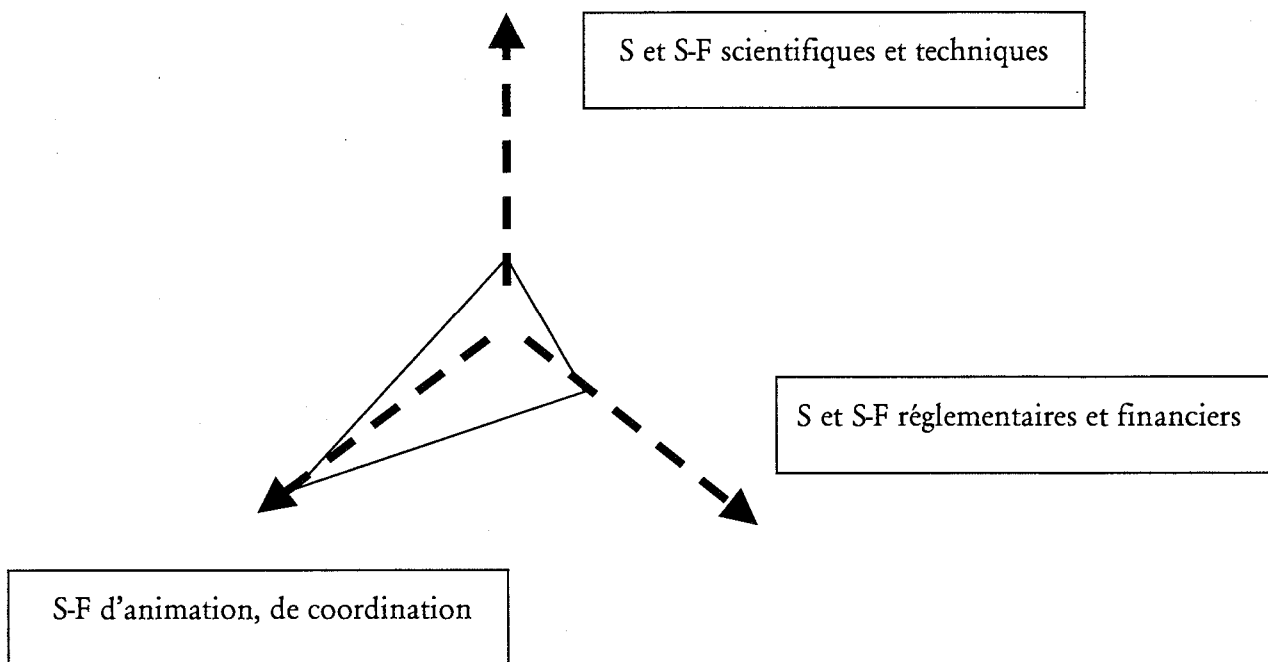 S et S-F scientifiques et techniques
S et S-F réglementaires et financiers
S-F d'animation, de coordination